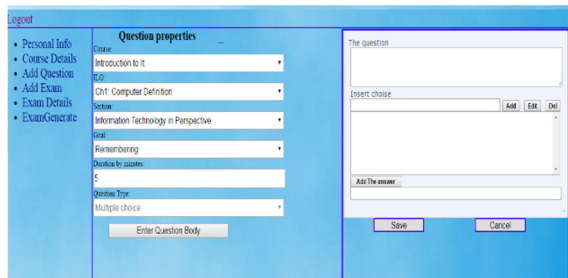 Logout
Personal Info
Course Details
Add Question
Add Exam
Exam Details
ExamGenerate
Question properties
Course:
Introduction to It
ILO:
Ch1: Computer Definition
Section:
Information Technology in Perspective
Goal:
Remembering
Duration by minutes:
5
Question Type:
Multiple choice
Enter Question Body
The question
Insert choise
Add Edit Del
Add The answer
Save Cancel